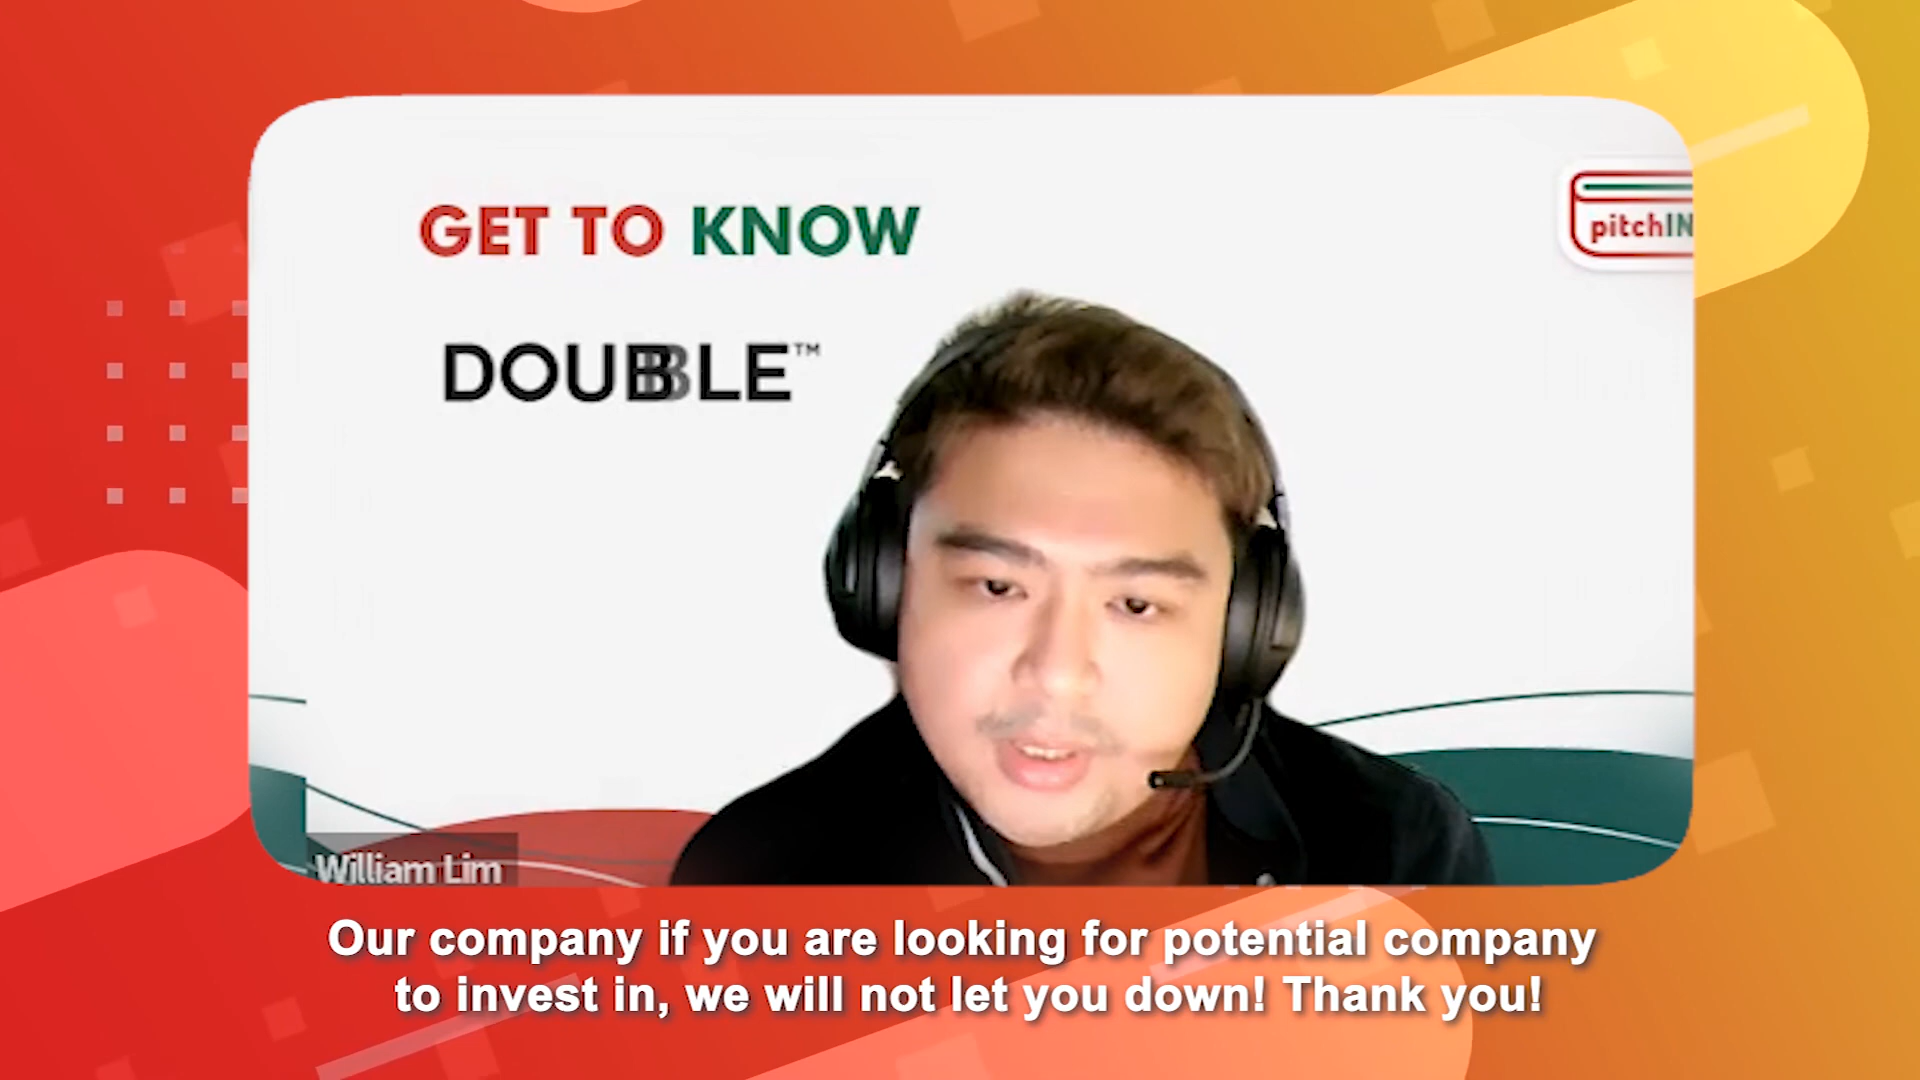 GET TO KNOW
pitchIN
DOUBBLE™
William Lim
Our company if you are looking for potential company
to invest in, we will not let you down! Thank you!